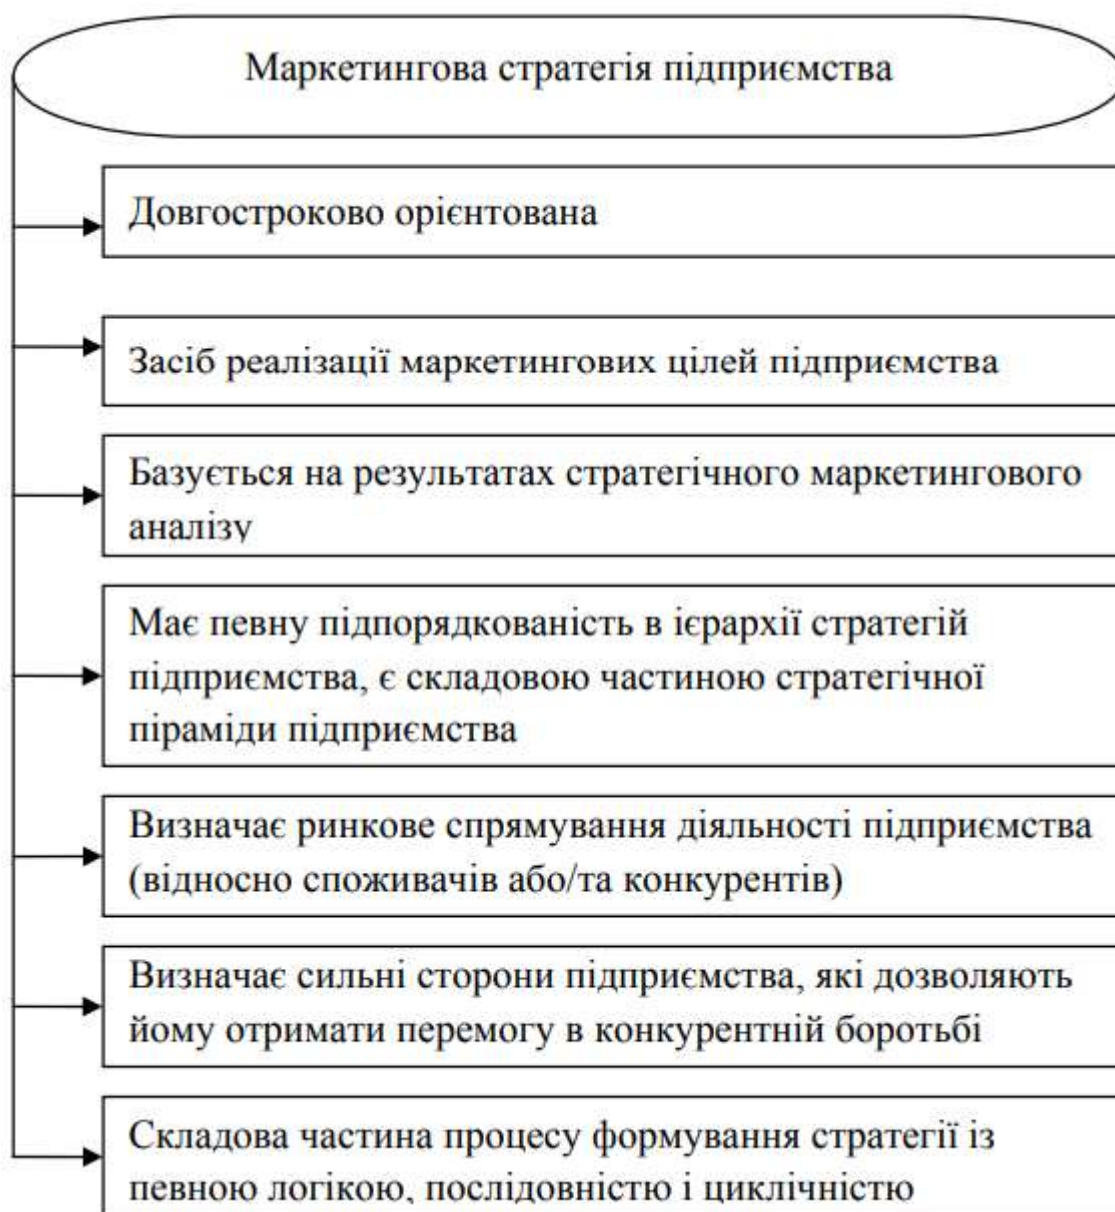 Маркетингова стратегія підприємства
Довгостроково орієнтована
Засіб реалізації маркетингових цілей підприємства
Базується на результатах стратегічного маркетингового
аналізу
Має певну підпорядкованість в ієрархії стратегій
підприємства, є складовою частиною стратегічної
піраміди підприємства
Визначає ринкове спрямування діяльності підприємства
(відносно споживачів або/та конкурентів)
Визначає сильні сторони підприємства, які дозволяють
йому отримати перемогу в конкурентній боротьбі
Складова частина процесу формування стратегії із
певною логікою, послідовністю і циклічністю